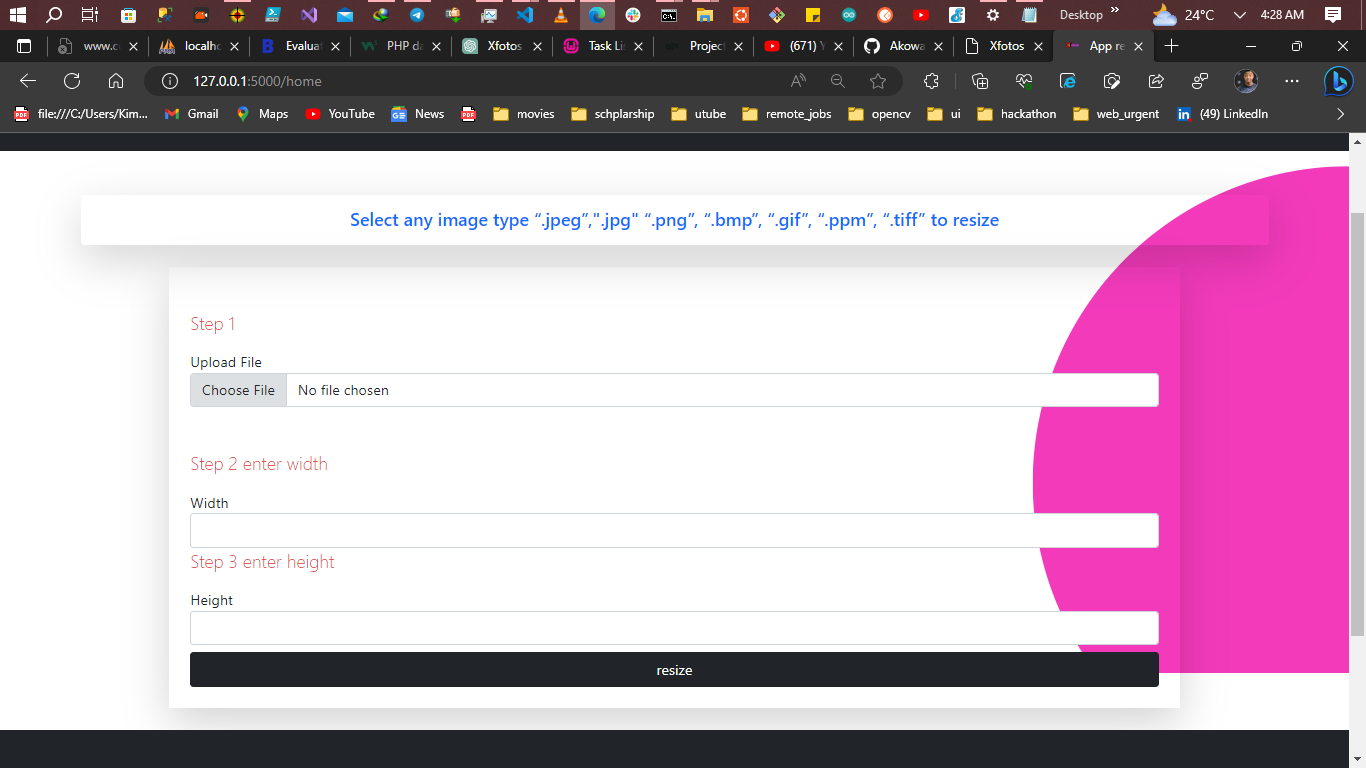 Desktop
24°C
4:28 AM
www.c
localho
Evaluat
PHP da
Xfotos
Task Lis
Project
(671) Y
Akowa
Xfotos
App re
127.0.0.1:5000/home
file:///C:/Users/Kim...
Gmail
Maps
YouTube
News
movies
schplarship
utube
remote_jobs
opencv
ui
hackathon
web_urgent
(49) LinkedIn
Select any image type “.jpeg”,".jpg" “.png”, “.bmp”, “.gif”, “.ppm”, “.tiff” to resize
Step 1
Upload File
Choose File No file chosen
Step 2 enter width
Width
Step 3 enter height
Height
resize